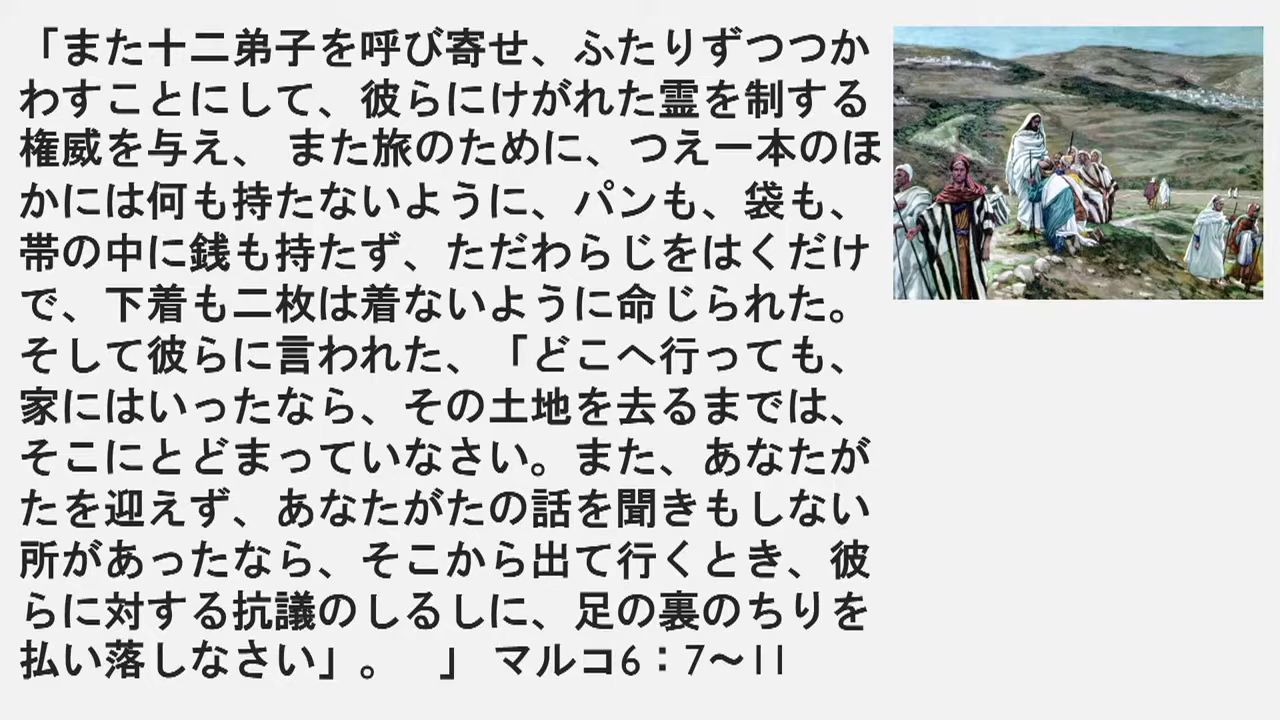 「また十二弟子を呼び寄せ、ふたりずつつか
わすことにして、彼らにけがれた霊を制する
権威を与え、 また旅のために、つえ一本のほ
かには何も持たないように、パンも、袋も、
帯の中に銭も持たず、ただわらじをはくだけ
で、下着も二枚は着ないように命じられた。
そして彼らに言われた、「どこへ行っても、
家にはいったなら、その土地を去るまでは、
そこにとどまっていなさい。また、あなたが
たを迎えず、あなたがたの話を聞きもしない
所があったなら、そこから出て行くとき、彼
らに対する抗議のしるしに、足の裏のちりを
払い落しなさい」。　」 マルコ6：7～11